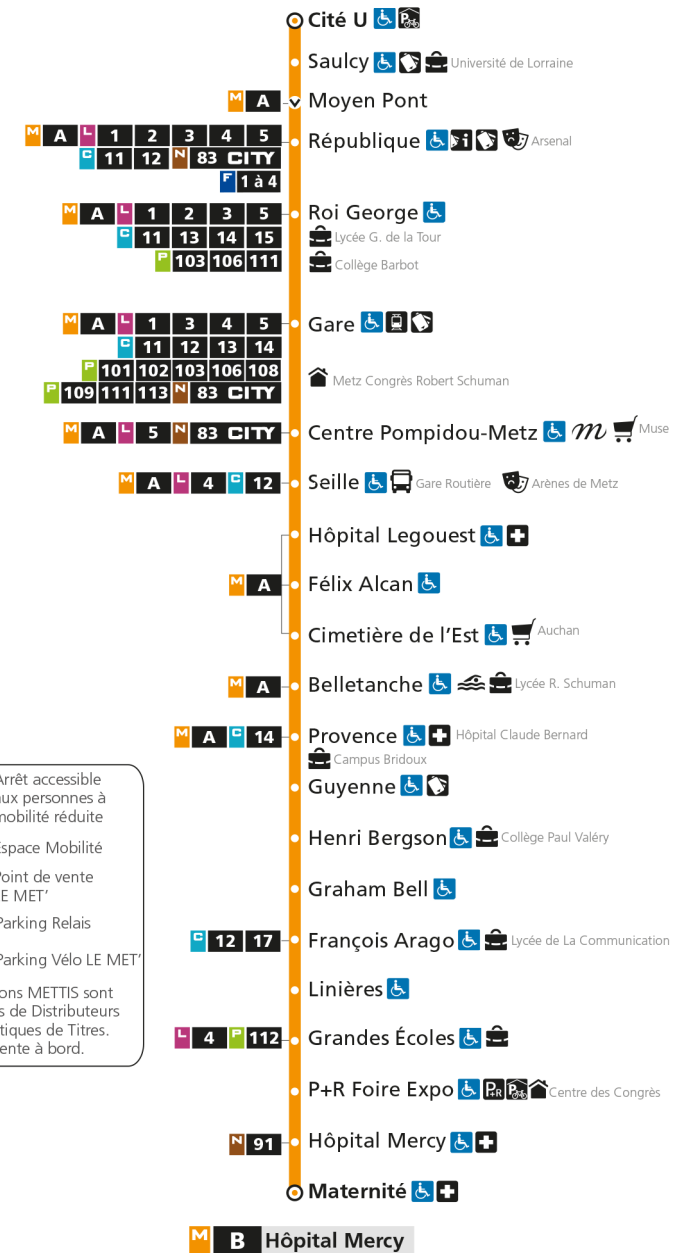 Cité U
Saulcy Université de Lorraine
M A Moyen Pont
M A L 1 2 3 4 5 République i Arsenal
C 11 12 N 83 CITY
F 1 à 4
M A L 1 2 3 5 Roi George
C 11 13 14 15 Lycée G. de la Tour
P 103 106 111 Collège Barbot
M A L 1 3 4 5 Gare
C 11 12 13 14
P 101 102 103 106 108 Metz Congrès Robert Schuman
P 109 111 113 N 83 CITY
M A L 5 N 83 CITY Centre Pompidou-Metz m Muse
M A L 4 C 12 Seille Gare Routière Arènes de Metz
Hôpital Legouest
M A Félix Alcan
Cimetière de l'Est Auchan
M A Belletanche Lycée R. Schuman
M A C 14 Provence Hôpital Claude Bernard
Campus Bridoux
Guyenne
Henri Bergson Collège Paul Valéry
Graham Bell
C 12 17 François Arago Lycée de La Communication
Linières
L 4 P 112 Grandes Écoles
P+R Foire Expo P+R P Centre des Congrès
N 91 Hôpital Mercy
Maternité
Arrêt accessible
aux personnes à
mobilité réduite
Espace Mobilité
Point de vente
LE MET'
Parking Relais
Parking Vélo LE MET'
ons METTIS sont
s de Distributeurs
tiques de Titres.
ente à bord.
M B Hôpital Mercy